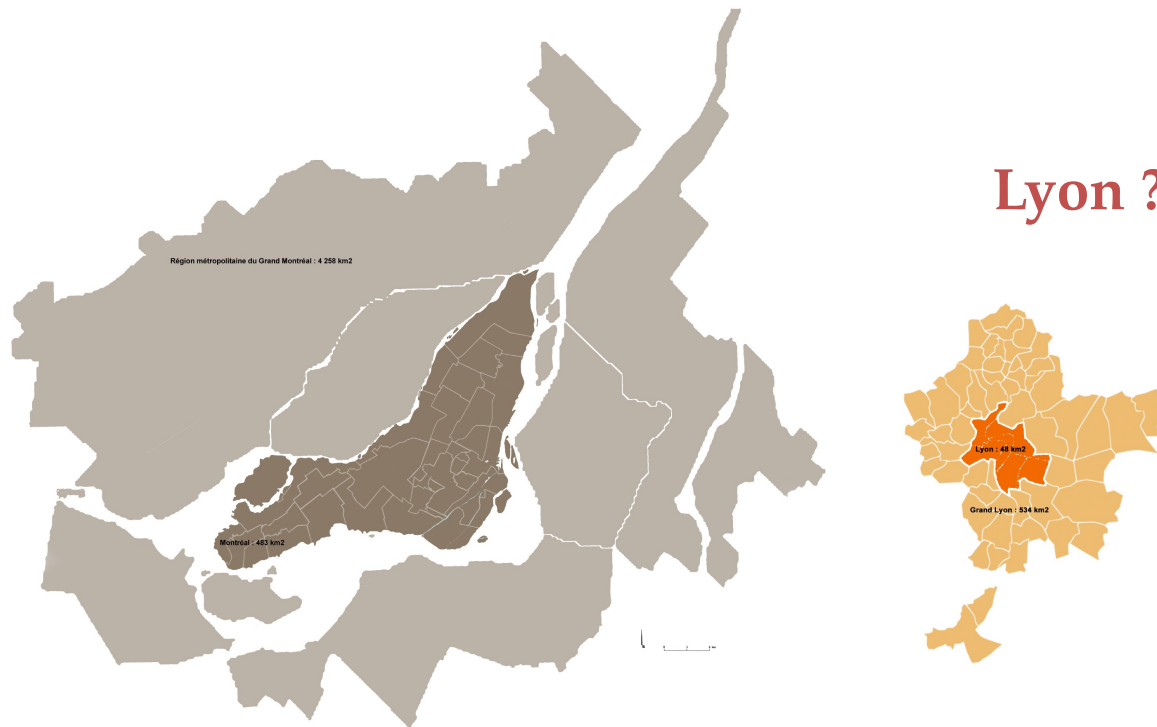 Lyon ?
Région métropolitaine du Grand Montréal : 4 258 km2
Lyon : 48 km2
Grand Lyon : 534 km2
Montréal : 483 km2